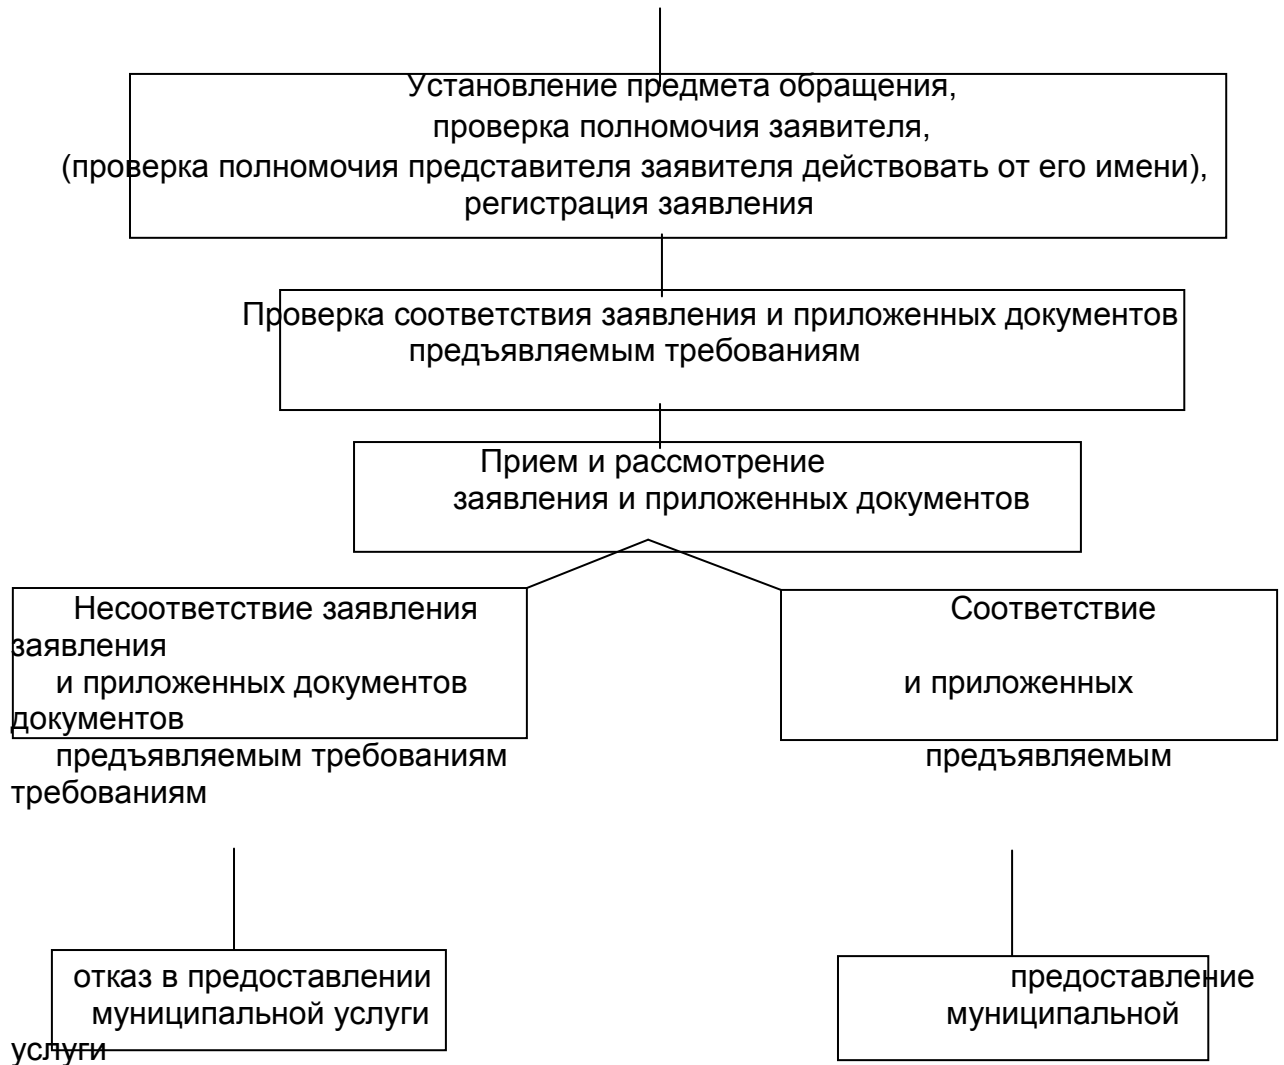 Установление предмета обращения,
проверка полномочия заявителя,
(проверка полномочия представителя заявителя действовать от его имени),
регистрация заявления
Проверка соответствия заявления и приложенных документов
предъявляемым требованиям
Прием и рассмотрение
заявления и приложенных документов
Несоответствие заявления Соответствие
заявления
и приложенных документов и приложенных
документов
предъявляемым требованиям предъявляемым
требованиям
отказ в предоставлении предоставление
муниципальной услуги муниципальной
услуги